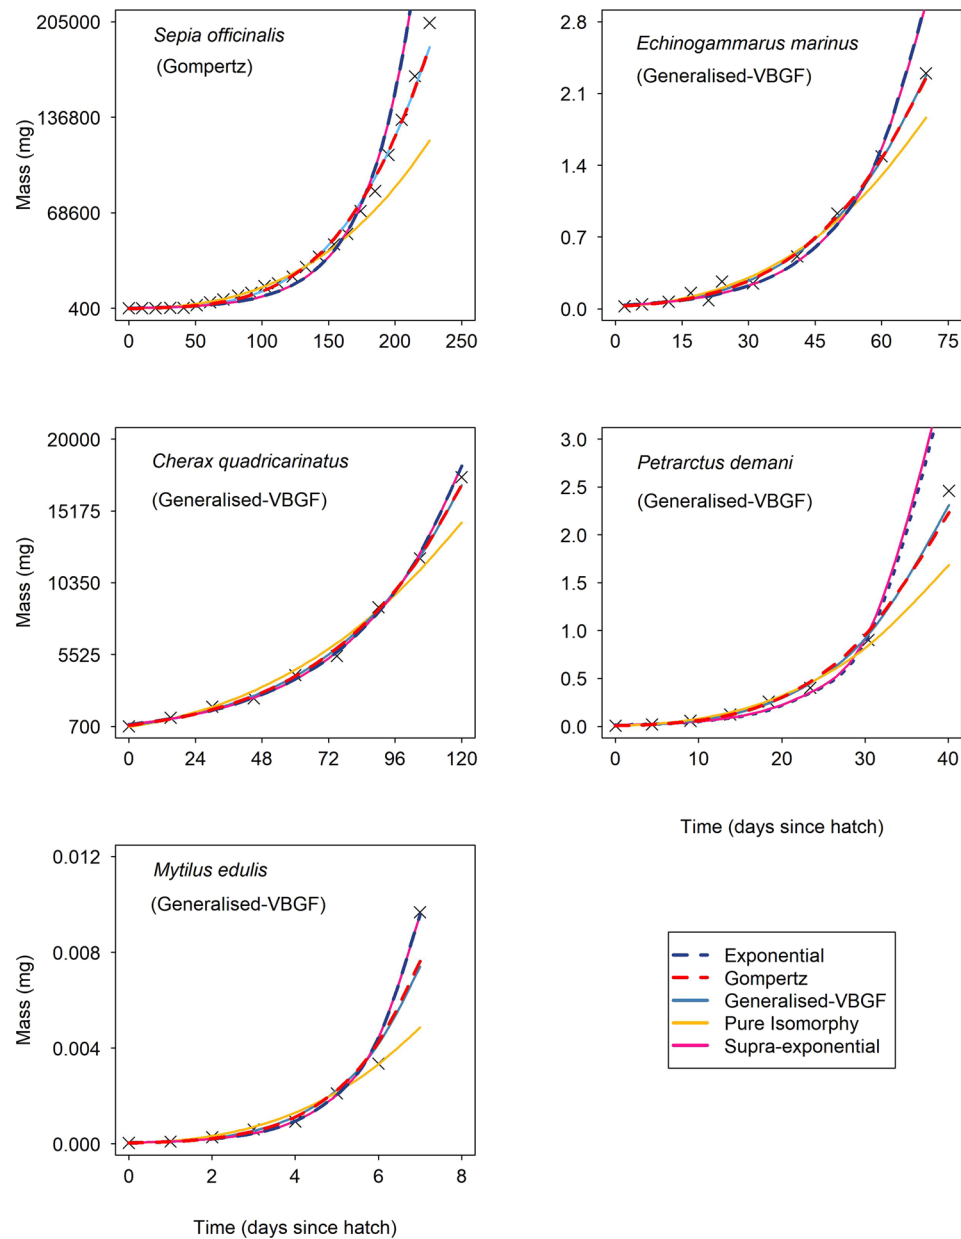 Sepia officinalis
(Gompertz)
Mass (mg)
205000
136800
68600
400
0 50 100 150 200 250
Echinogammarus marinus
(Generalised-VBGF)
2.8
2.1
1.4
0.7
0.0
0 15 30 45 60 75
Cherax quadricarinatus
(Generalised-VBGF)
Mass (mg)
20000
15175
10350
5525
700
0 24 48 72 96 120
Petrarctus demani
(Generalised-VBGF)
3.0
2.5
2.0
1.5
1.0
0.5
0.0
0 10 20 30 40
Time (days since hatch)
Mytilus edulis
(Generalised-VBGF)
Mass (mg)
0.012
0.008
0.004
0.000
0 2 4 6 8
Time (days since hatch)
Exponential
Gompertz
Generalised-VBGF
Pure Isomorphy
Supra-exponential